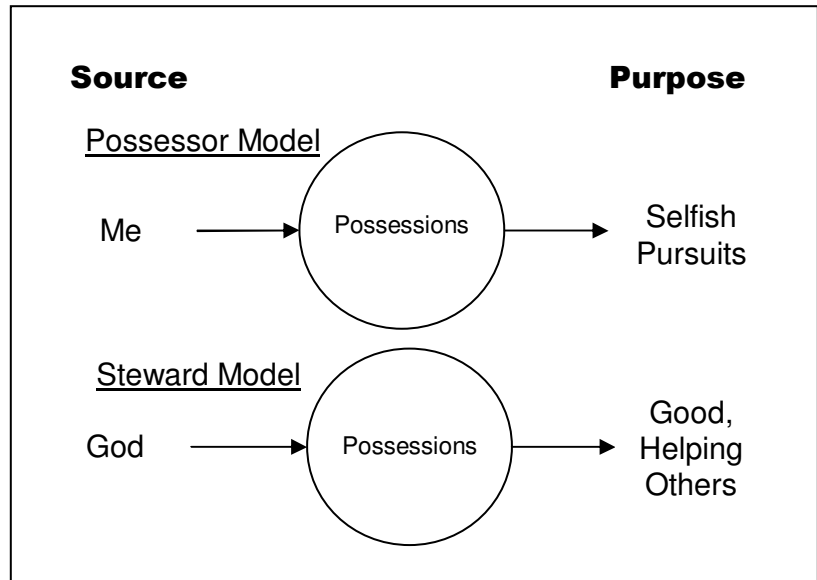 Source Purpose
Possessor Model
Me Possessions Selfish
Pursuits
Steward Model
God Possessions Good,
Helping
Others